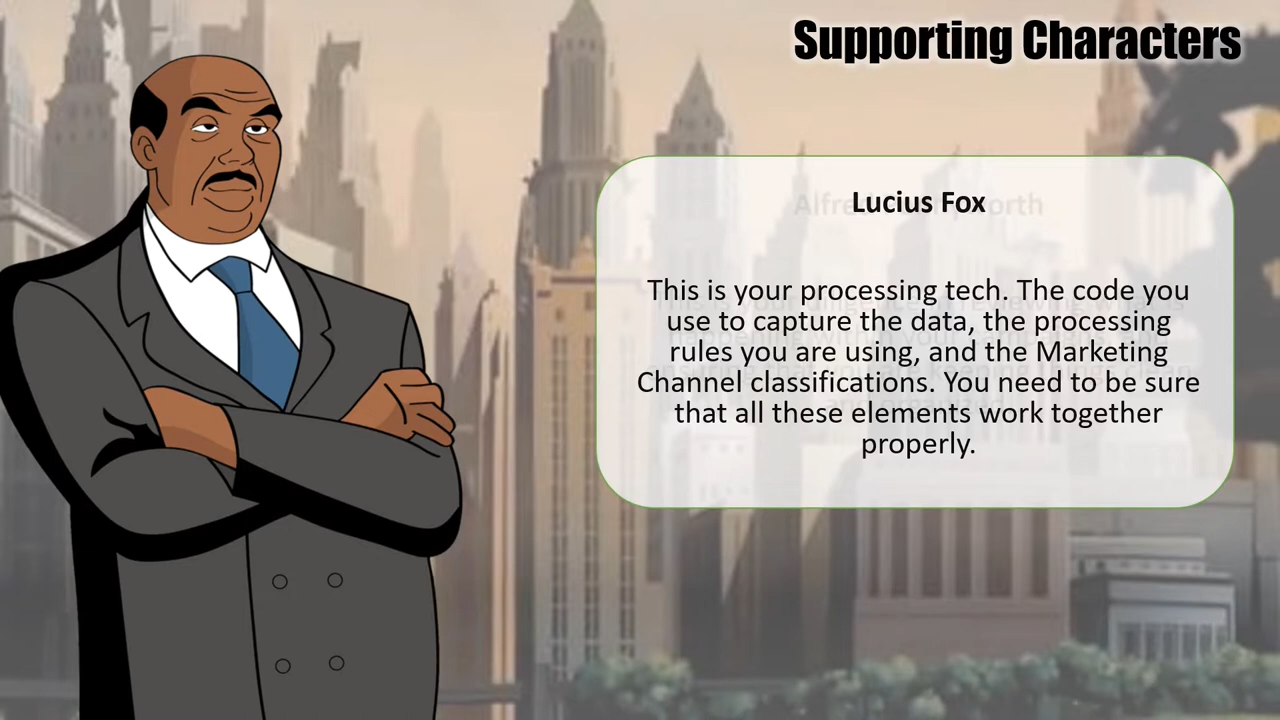 Supporting Characters
Lucius Fox
This is your processing tech. The code you
use to capture the data, the processing
rules you are using, and the Marketing
Channel classifications. You need to be sure
that all these elements work together
properly.